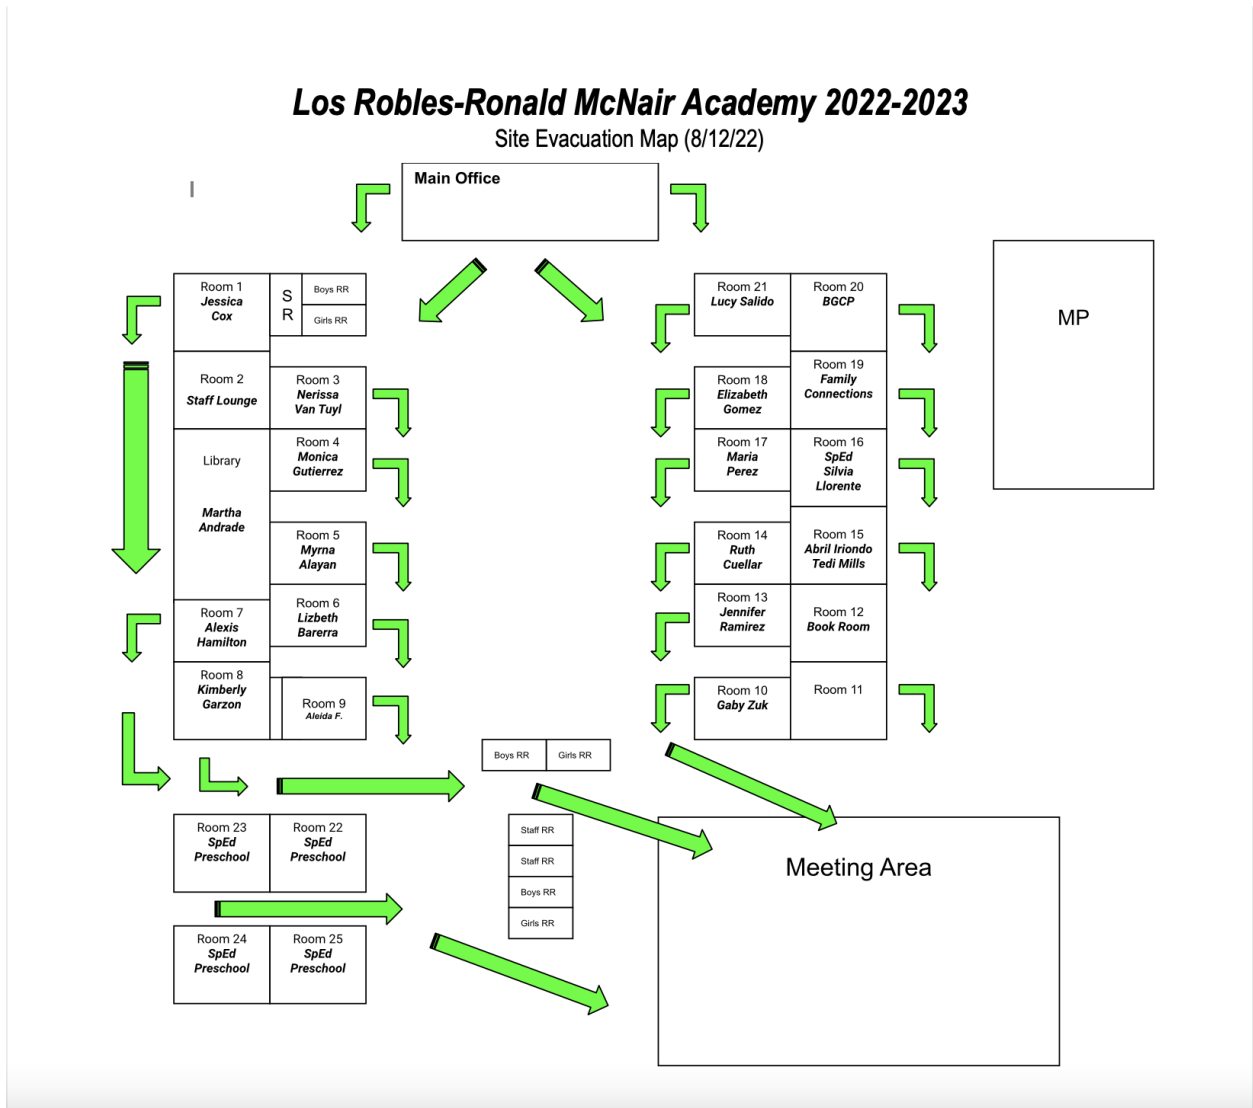 Los Robles-Ronald McNair Academy 2022-2023
Site Evacuation Map (8/12/22)
Main Office
Room 1
Jessica
Cox
S
R
Boys RR
Girls RR
Room 21
Lucy Salido
Room 20
BGCP
MP
Room 2
Staff Lounge
Room 3
Nerissa
Van Tuyl
Room 18
Elizabeth
Gomez
Room 19
Family
Connections
Library
Martha
Andrade
Room 4
Monica
Gutierrez
Room 17
Maria
Perez
Room 16
SpEd
Silvia
Llorente
Room 5
Myrna
Alayan
Room 14
Ruth
Cuellar
Room 15
Abril Iriondo
Tedi Mills
Room 7
Alexis
Hamilton
Room 6
Lizbeth
Barerra
Room 13
Jennifer
Ramirez
Room 12
Book Room
Room 8
Kimberly
Garzon
Room 9
Aleida F.
Room 10
Gaby Zuk
Room 11
Boys RR
Girls RR
Room 23
SpEd
Preschool
Room 22
SpEd
Preschool
Staff RR
Staff RR
Boys RR
Girls RR
Meeting Area
Room 24
SpEd
Preschool
Room 25
SpEd
Preschool